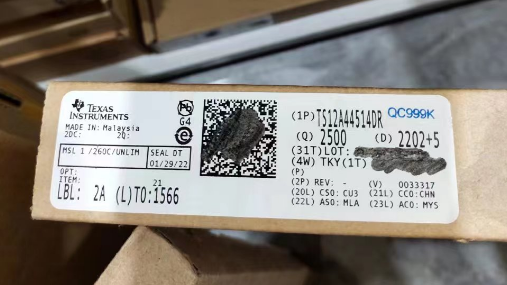 TEXAS
INSTRUMENTS
MADE IN: Malaysia
2DC: 2Q:
MSL 1 /260C/UNLIM
SEAL DT
01/29/22
OPT:
ITEM:
LBL: 2A (L)TO:1566
21
Pb
G4
e
(1P)TS12A44514DR
QC999K
(Q) 2500 (D) 2202+5
(31T)LOT:
(4W) TKY(1T)
(P)
(2P) REV: - (V) 0033317
(20L) CSO: CU3 (21L) CCO:CHN
(22L) ASO: MLA (23L) ACO: MYS